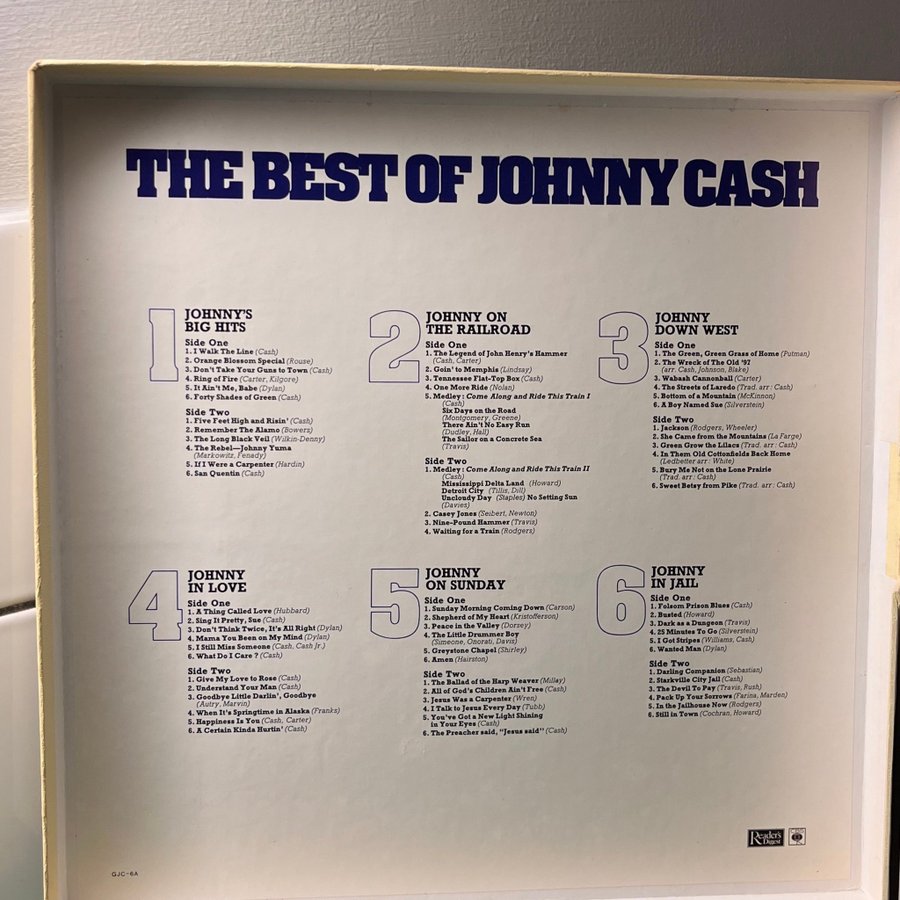 THE BEST OF JOHNNY CASH
1
JOHNNY'S
BIG HITS
Side One
1. I Walk The Line (Cash)
2. Orange Blossom Special (Rouse)
3. Don't Take Your Guns to Town (Cash)
4. Ring of Fire (Carter, Kilgore)
5. It Ain't Me, Babe (Dylan)
6. Forty Shades of Green (Cash)
Side Two
1. Five Feet High and Risin' (Cash)
2. Remember The Alamo (Bowers)
3. The Long Black Veil (Wilkin-Denny)
4. The Rebel—Johnny Yuma
(Markowitz, Fenady)
5. If I Were a Carpenter (Hardin)
6. San Quentin (Cash)
2
JOHNNY ON
THE RAILROAD
Side One
1. The Legend of John Henry's Hammer
(Cash, Carter)
2. Goin' to Memphis (Lindsay)
3. Tennessee Flat-Top Box (Cash)
4. One More Ride (Nolan)
5. Medley: Come Along and Ride This Train I
(Cash)
Six Days on the Road
(Montgomery, Greene)
There Ain't No Easy Run
(Dudley, Hall)
The Sailor on a Concrete Sea
(Travis)
Side Two
1. Medley: Come Along and Ride This Train II
(Cash)
Mississippi Delta Land (Howard)
Detroit City (Tillis, Dill)
Uncloudy Day (Staples) No Setting Sun
(Davies)
2. Casey Jones (Seibert, Newton)
3. Nine-Pound Hammer (Travis)
4. Waiting for a Train (Rodgers)
3
JOHNNY
DOWN WEST
Side One
1. The Green, Green Grass of Home (Putman)
2. The Wreck of The Old '97
(arr. Cash, Johnson, Blake)
3. Wabash Cannonball (Carter)
4. The Streets of Laredo (Trad. arr: Cash)
5. Bottom of a Mountain (McKinnon)
6. A Boy Named Sue (Silverstein)
Side Two
1. Jackson (Rodgers, Wheeler)
2. She Came from the Mountains (La Farge)
3. Green Grow the Lilacs (Trad. arr: Cash)
4. In Them Old Cottonfields Back Home
(Ledbetter arr: White)
5. Bury Me Not on the Lone Prairie
(Trad. arr: Cash)
6. Sweet Betsy from Pike (Trad. arr: Cash)
4
JOHNNY
IN LOVE
Side One
1. A Thing Called Love (Hubbard)
2. Sing It Pretty, Sue (Cash)
3. Don't Think Twice, It's All Right (Dylan)
4. Mama You Been on My Mind (Dylan)
5. I Still Miss Someone (Cash, Cash Jr.)
6. What Do I Care? (Cash)
Side Two
1. Give My Love to Rose (Cash)
2. Understand Your Man (Cash)
3. Goodbye Little Darlin', Goodbye
(Autry, Marvin)
4. When It's Springtime in Alaska (Franks)
5. Happiness Is You (Cash, Carter)
6. A Certain Kinda Hurtin' (Cash)
5
JOHNNY
ON SUNDAY
Side One
1. Sunday Morning Coming Down (Carson)
2. Shepherd of My Heart (Kristofferson)
3. Peace in the Valley (Dorsey)
4. The Little Drummer Boy
(Simeone, Onorati, Davis)
5. Greystone Chapel (Shirley)
6. Amen (Hairston)
Side Two
1. The Ballad of the Harp Weaver (Millay)
2. All of God's Children Ain't Free (Cash)
3. Jesus Was a Carpenter (Wren)
4. I Talk to Jesus Every Day (Tubb)
5. You've Got a New Light Shining
in Your Eyes (Cash)
6. The Preacher said, "Jesus said" (Cash)
6
JOHNNY
IN JAIL
Side One
1. Folsom Prison Blues (Cash)
2. Busted (Howard)
3. Dark as a Dungeon (Travis)
4. 25 Minutes To Go (Silverstein)
5. I Got Stripes (Williams, Cash)
6. Wanted Man (Dylan)
Side Two
1. Darling Companion (Sebastian)
2. Starkville City Jail (Cash)
3. The Devil To Pay (Travis, Rush)
4. Pack Up Your Sorrows (Farina, Marden)
5. In the Jailhouse Now (Rodgers)
6. Still in Town (Cochran, Howard)
Reader's
Digest
GJC-6A